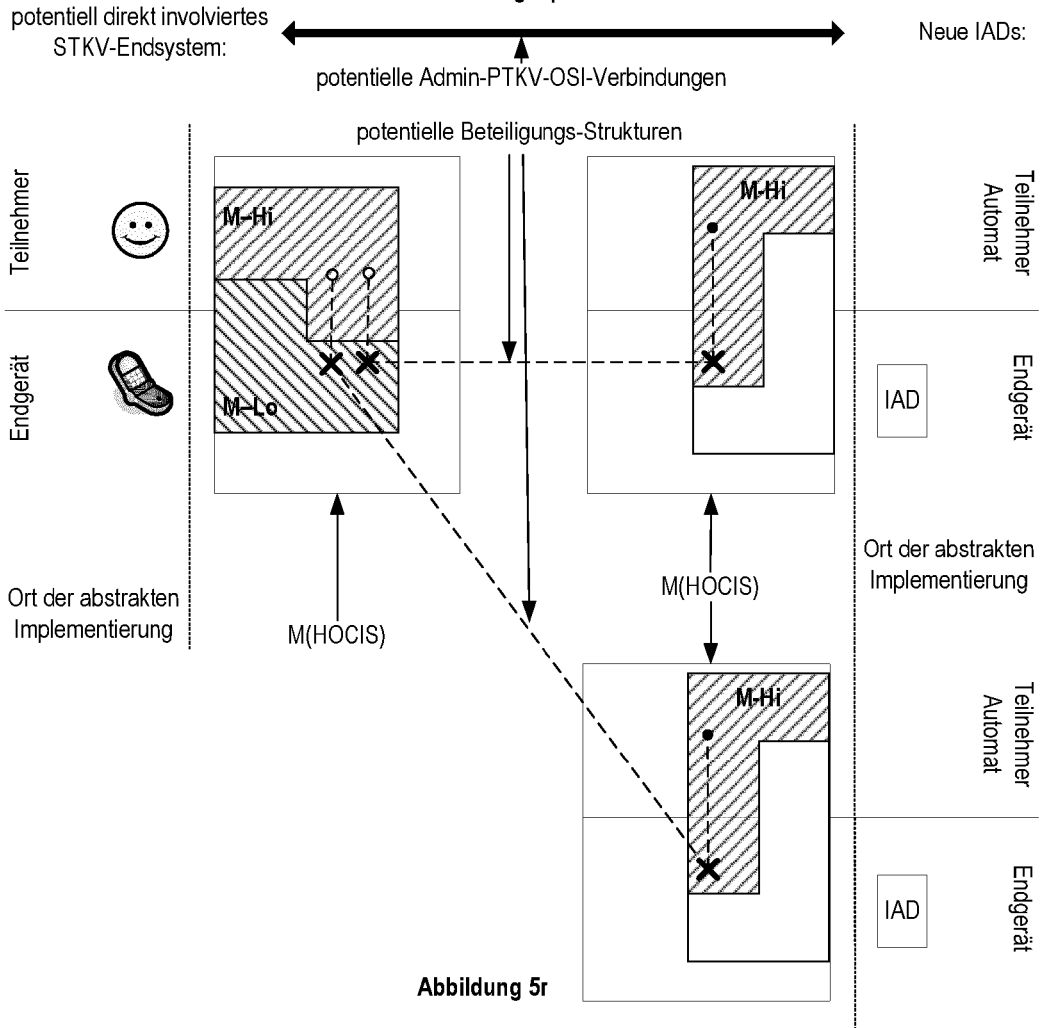 potentiell direkt involviertes
STKV-Endsystem:
Neue IADs:
potentielle Admin-PTKV-OSI-Verbindungen
potentielle Beteiligungs-Strukturen
Teilnehmer
M–Hi
M-Hi
Teilnehmer
Automat
Endgerät
M–Lo
IAD
Endgerät
Ort der abstrakten
Implementierung
M(HOCIS)
M(HOCIS)
Ort der abstrakten
Implementierung
M-Hi
Teilnehmer
Automat
IAD
Endgerät
Abbildung 5r